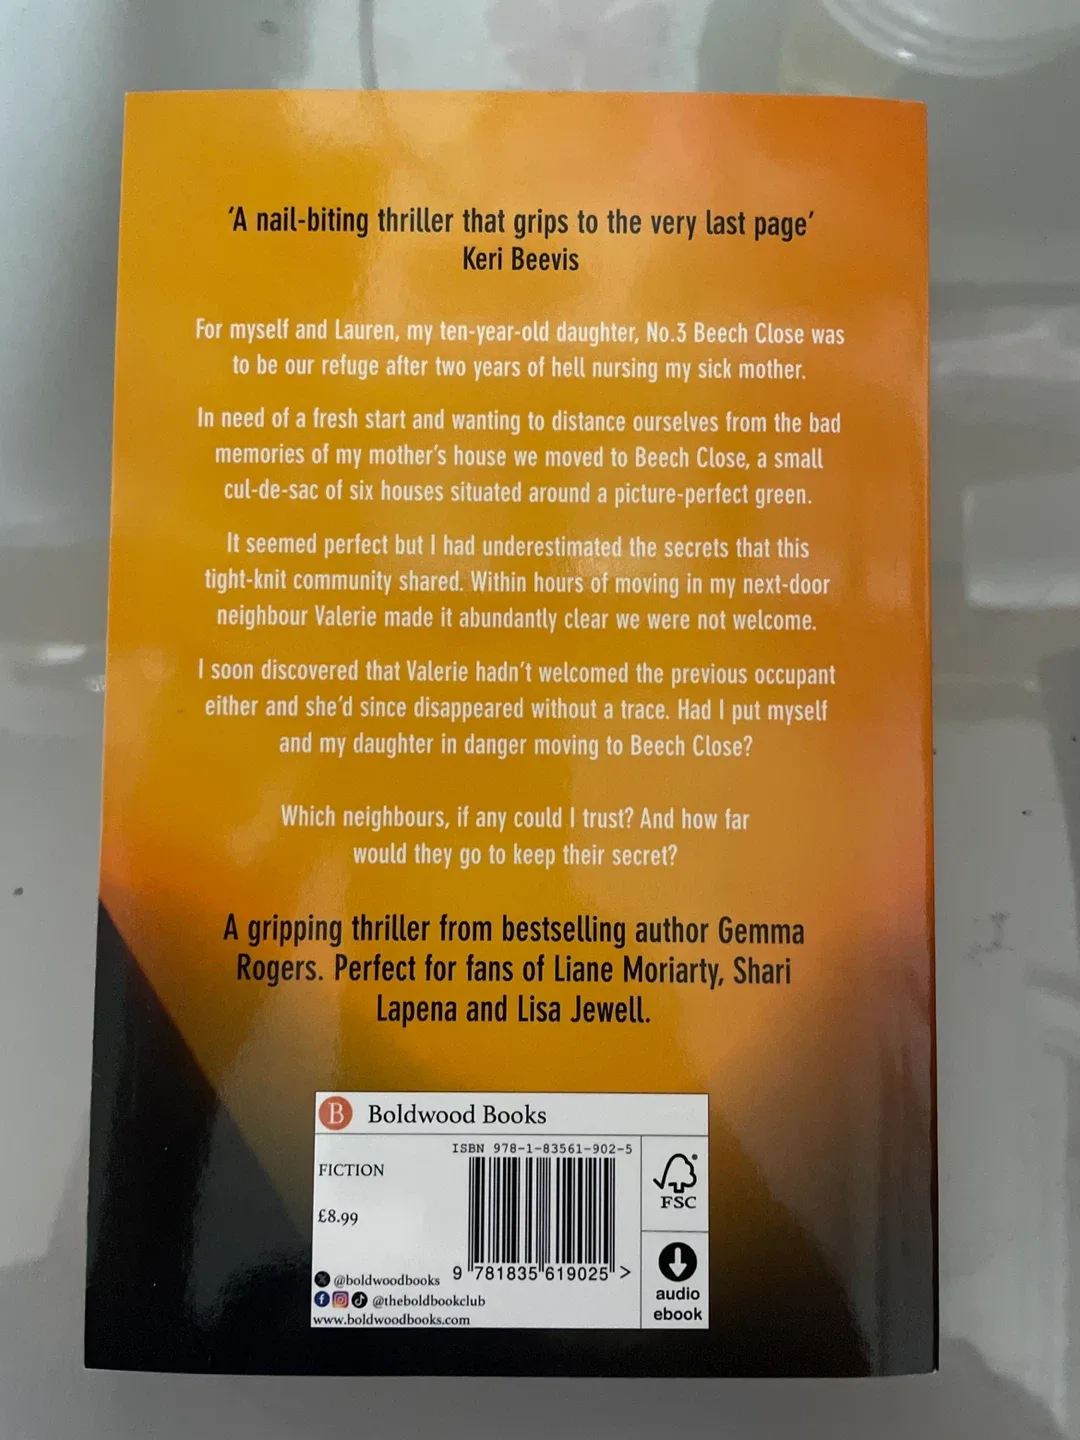 ‘A nail-biting thriller that grips to the very last page’
Keri Beevis
For myself and Lauren, my ten-year-old daughter, No.3 Beech Close was
to be our refuge after two years of hell nursing my sick mother.
In need of a fresh start and wanting to distance ourselves from the bad
memories of my mother’s house we moved to Beech Close, a small
cul-de-sac of six houses situated around a picture-perfect green.
It seemed perfect but I had underestimated the secrets that this
tight-knit community shared. Within hours of moving in my next-door
neighbour Valerie made it abundantly clear we were not welcome.
I soon discovered that Valerie hadn’t welcomed the previous occupant
either and she’d since disappeared without a trace. Had I put myself
and my daughter in danger moving to Beech Close?
Which neighbours, if any could I trust? And how far
would they go to keep their secret?
A gripping thriller from bestselling author Gemma
Rogers. Perfect for fans of Liane Moriarty, Shari
Lapena and Lisa Jewell.
B Boldwood Books
ISBN 978-1-83561-902-5
FICTION
£8.99
9 781835 619025 >
@boldwoodbooks
@theboldbookclub
www.boldwoodbooks.com
FSC
audio
ebook